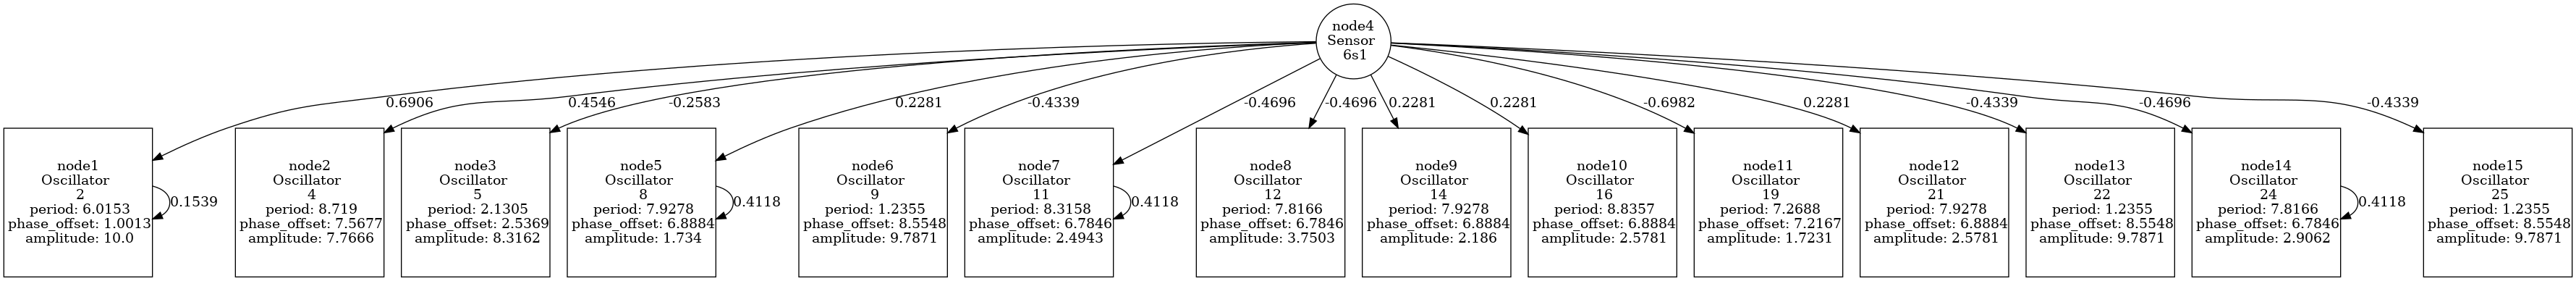 node4
Sensor
6s1
0.6906
0.4546
-0.2583
0.2281
-0.4339
-0.4696
-0.4696
0.2281
0.2281
-0.6982
0.2281
-0.4339
-0.4696
-0.4339
node1
Oscillator
2
period: 6.0153
phase_offset: 1.0013
amplitude: 10.0
0.1539
node2
Oscillator
4
period: 8.719
phase_offset: 7.5677
amplitude: 7.7666
node3
Oscillator
5
period: 2.1305
phase_offset: 2.5369
amplitude: 8.3162
node5
Oscillator
8
period: 7.9278
phase_offset: 6.8884
amplitude: 1.734
0.4118
node6
Oscillator
9
period: 1.2355
phase_offset: 8.5548
amplitude: 9.7871
node7
Oscillator
11
period: 8.3158
phase_offset: 6.7846
amplitude: 2.4943
0.4118
node8
Oscillator
12
period: 7.8166
phase_offset: 6.7846
amplitude: 3.7503
node9
Oscillator
14
period: 7.9278
phase_offset: 6.8884
amplitude: 2.186
node10
Oscillator
16
period: 8.8357
phase_offset: 6.8884
amplitude: 2.5781
node11
Oscillator
19
period: 7.2688
phase_offset: 7.2167
amplitude: 1.7231
node12
Oscillator
21
period: 7.9278
phase_offset: 6.8884
amplitude: 2.5781
node13
Oscillator
22
period: 1.2355
phase_offset: 8.5548
amplitude: 9.7871
node14
Oscillator
24
period: 7.8166
phase_offset: 6.7846
amplitude: 2.9062
0.4118
node15
Oscillator
25
period: 1.2355
phase_offset: 8.5548
amplitude: 9.7871